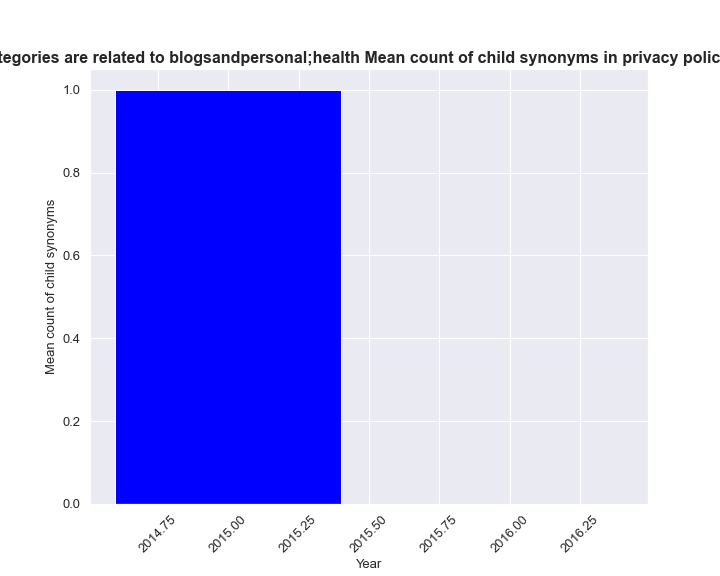 tegories are related to blogsandpersonal;health Mean count of child synonyms in privacy polic
1.0
0.8
0.6
0.4
0.2
0.0
Mean count of child synonyms
2014.75 2015.00 2015.25 2015.50 2015.75 2016.00 2016.25
Year